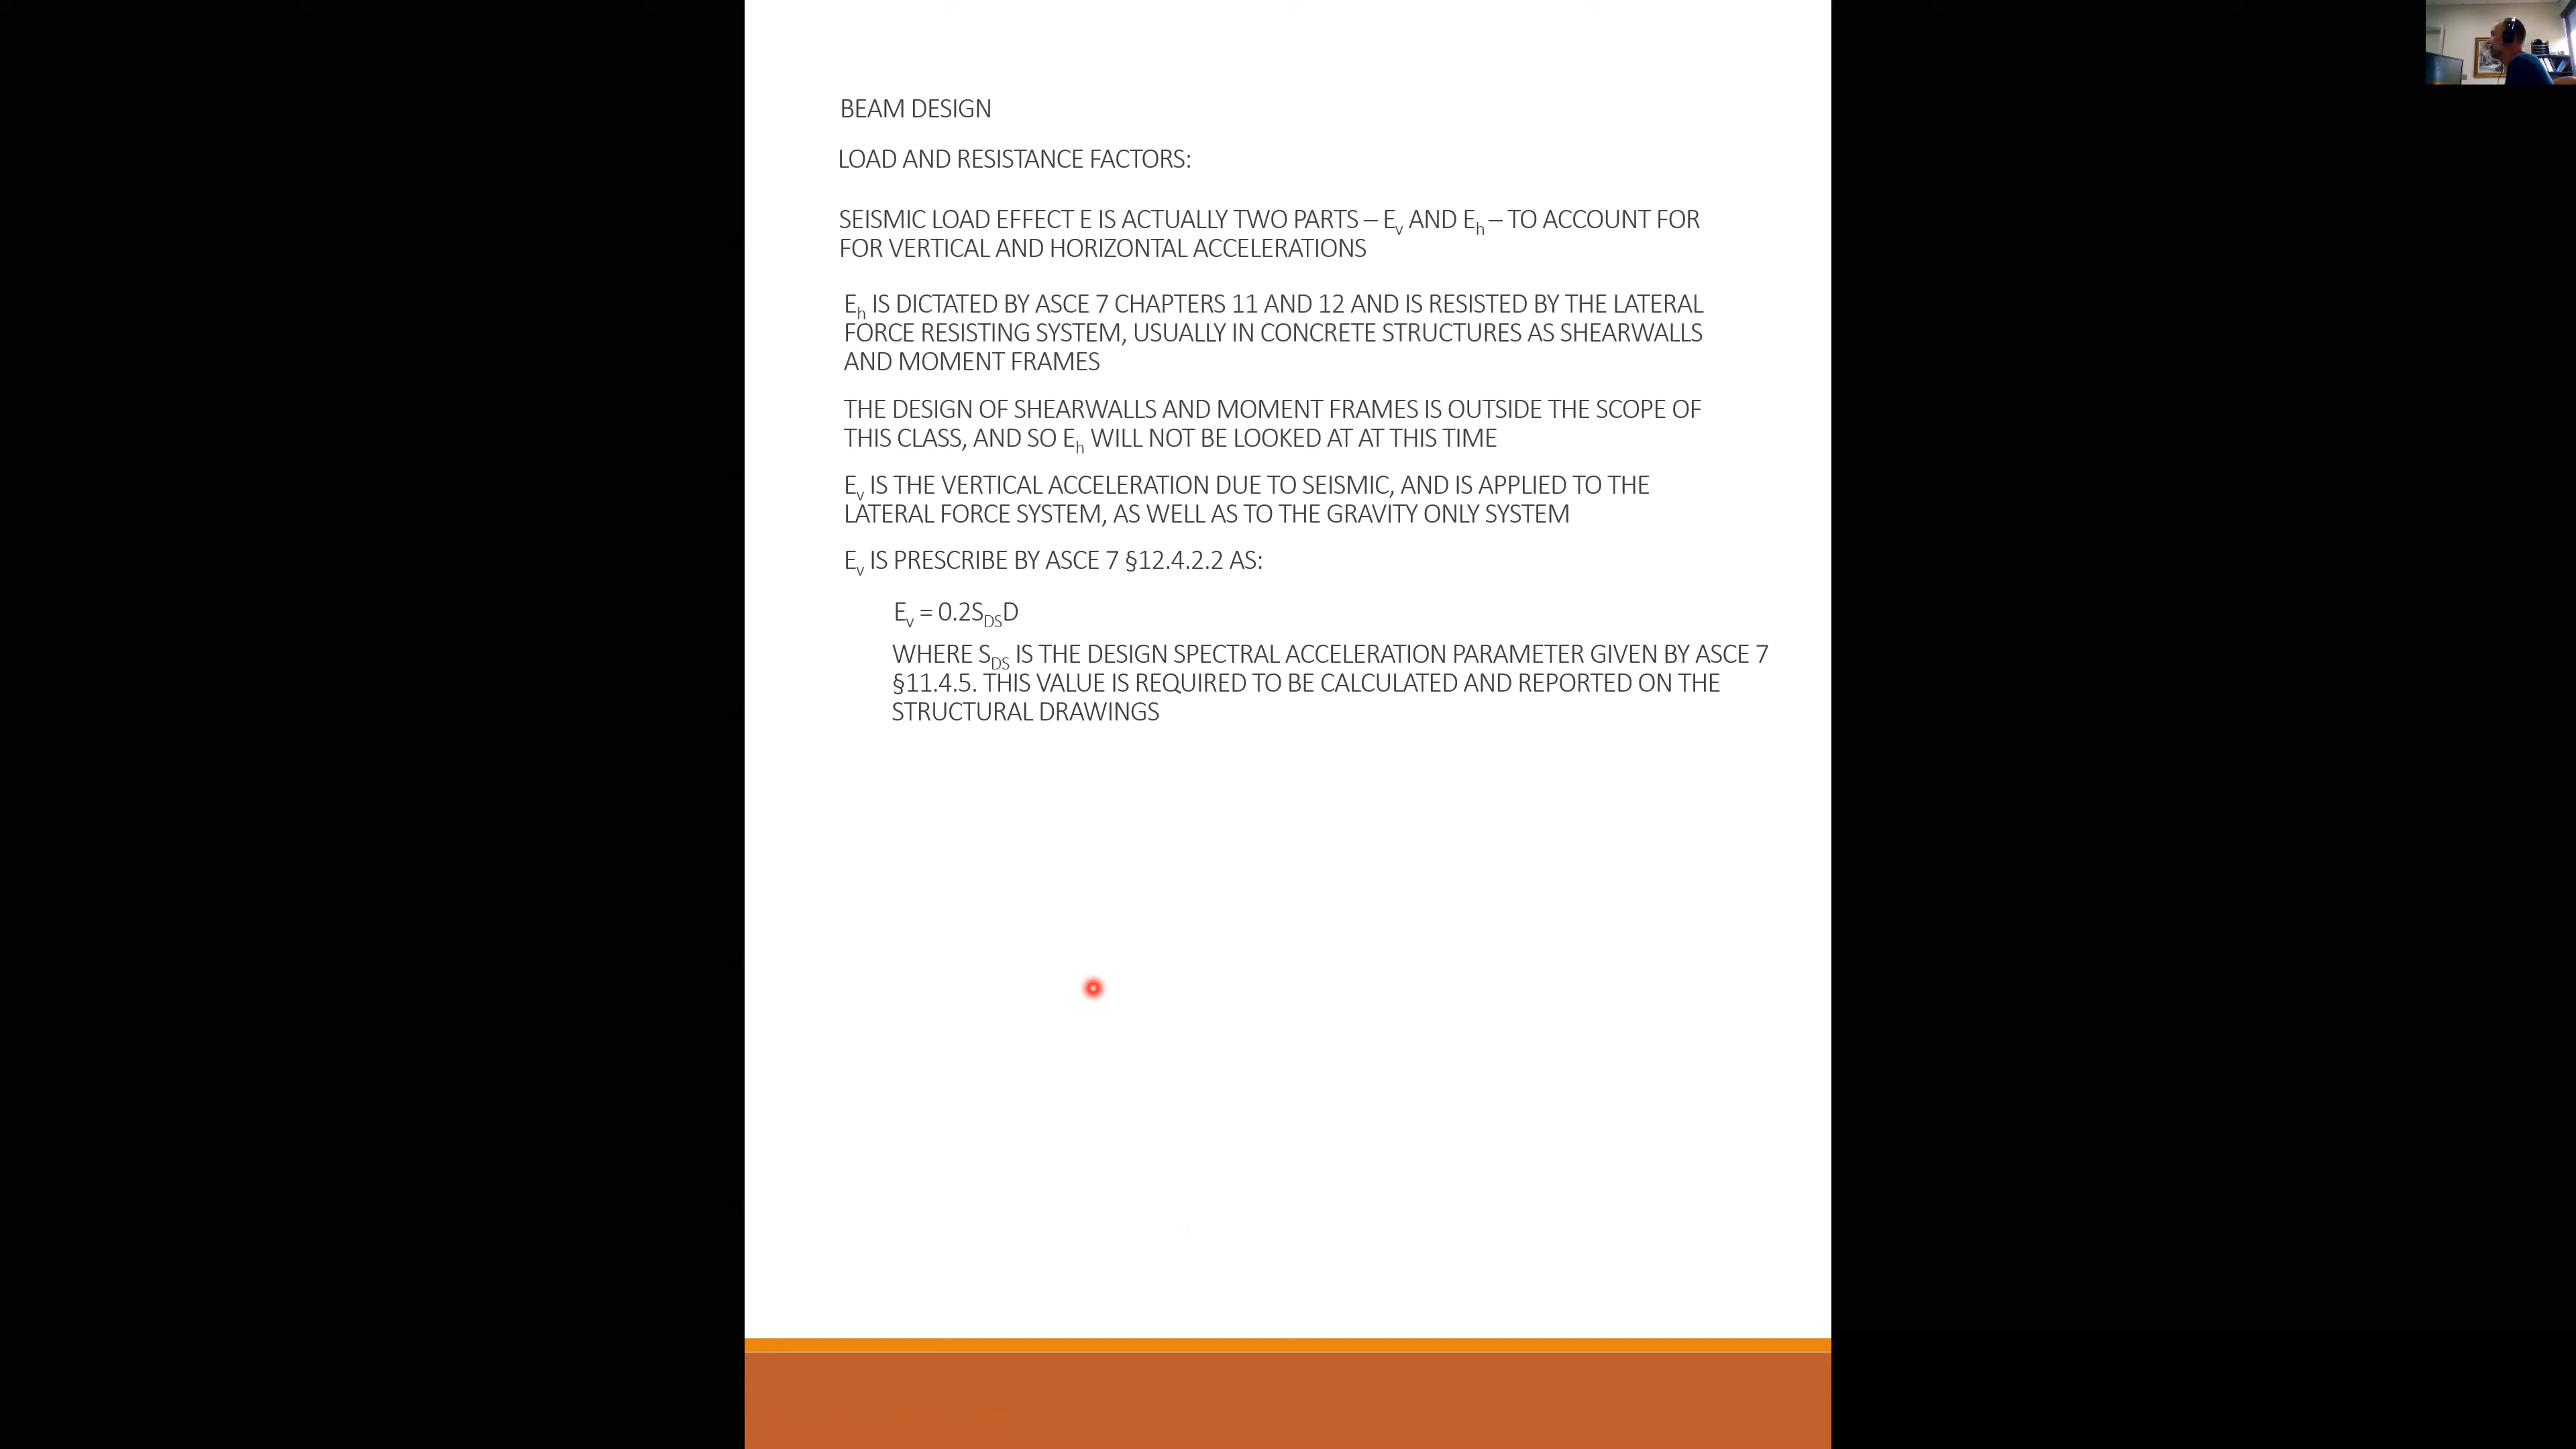 BEAM DESIGN
LOAD AND RESISTANCE FACTORS:
SEISMIC LOAD EFFECT E IS ACTUALLY TWO PARTS – Ev AND Eh – TO ACCOUNT FOR
FOR VERTICAL AND HORIZONTAL ACCELERATIONS
Eh IS DICTATED BY ASCE 7 CHAPTERS 11 AND 12 AND IS RESISTED BY THE LATERAL
FORCE RESISTING SYSTEM, USUALLY IN CONCRETE STRUCTURES AS SHEARWALLS
AND MOMENT FRAMES
THE DESIGN OF SHEARWALLS AND MOMENT FRAMES IS OUTSIDE THE SCOPE OF
THIS CLASS, AND SO Eh WILL NOT BE LOOKED AT AT THIS TIME
Ev IS THE VERTICAL ACCELERATION DUE TO SEISMIC, AND IS APPLIED TO THE
LATERAL FORCE SYSTEM, AS WELL AS TO THE GRAVITY ONLY SYSTEM
Ev IS PRESCRIBE BY ASCE 7 §12.4.2.2 AS:
Ev = 0.2SDSD
WHERE SDS IS THE DESIGN SPECTRAL ACCELERATION PARAMETER GIVEN BY ASCE 7
§11.4.5. THIS VALUE IS REQUIRED TO BE CALCULATED AND REPORTED ON THE
STRUCTURAL DRAWINGS